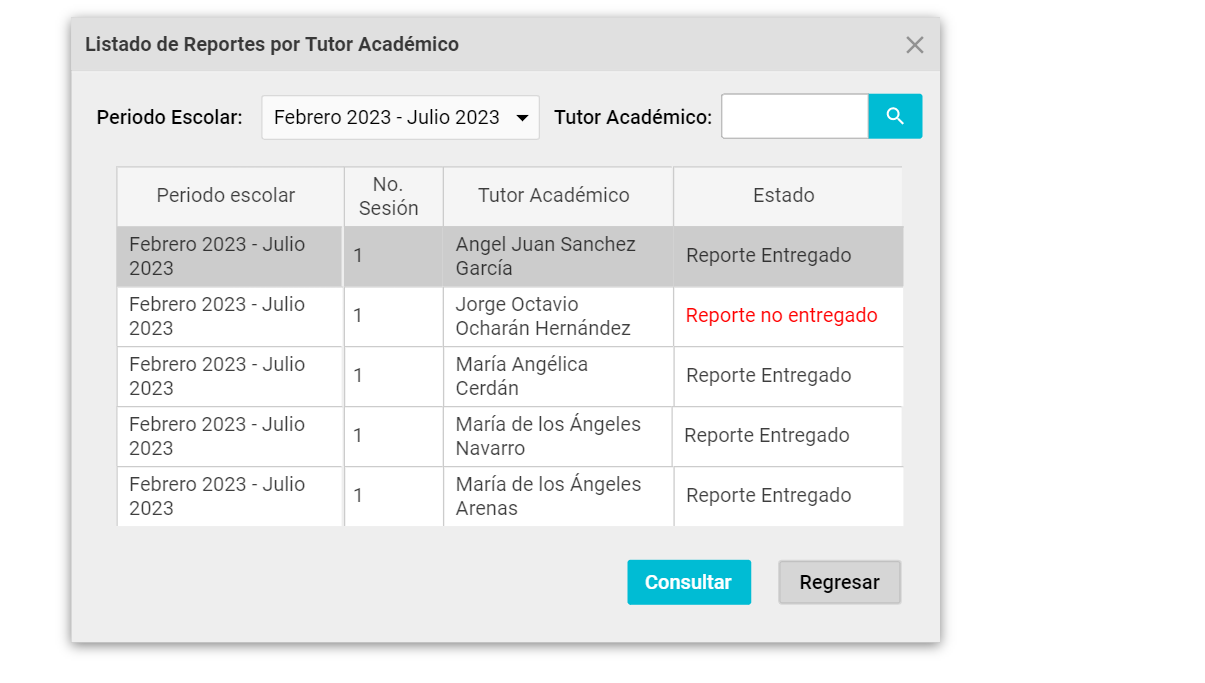 Listado de Reportes por Tutor Académico
Periodo Escolar: Febrero 2023 - Julio 2023 Tutor Académico:
Periodo escolar No. Sesión Tutor Académico Estado
Febrero 2023 - Julio 2023 1 Angel Juan Sanchez García Reporte Entregado
Febrero 2023 - Julio 2023 1 Jorge Octavio Ocharán Hernández Reporte no entregado
Febrero 2023 - Julio 2023 1 María Angélica Cerdán Reporte Entregado
Febrero 2023 - Julio 2023 1 María de los Ángeles Navarro Reporte Entregado
Febrero 2023 - Julio 2023 1 María de los Ángeles Arenas Reporte Entregado
Consultar Regresar